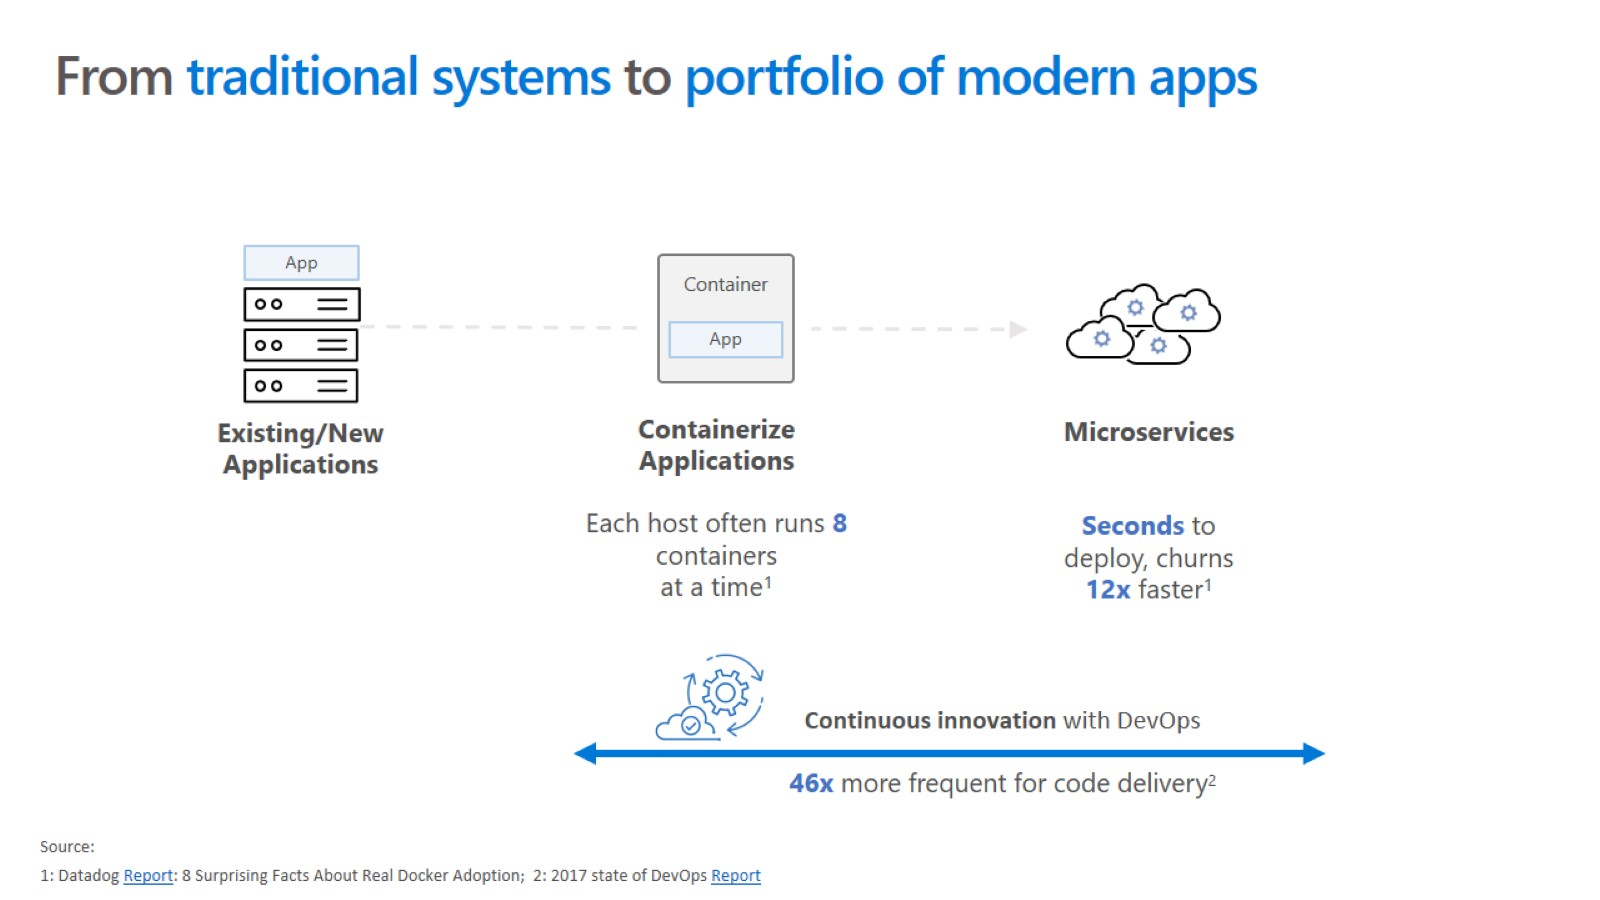 From traditional systems to portfolio of modern apps
App
Container
App
Existing/New
Applications
Containerize
Applications
Microservices
Each host often runs 8
containers
at a time¹
Seconds to
deploy, churns
12x faster¹
Continuous innovation with DevOps
46x more frequent for code delivery²
Source:
1: Datadog Report: 8 Surprising Facts About Real Docker Adoption;  2: 2017 state of DevOps Report